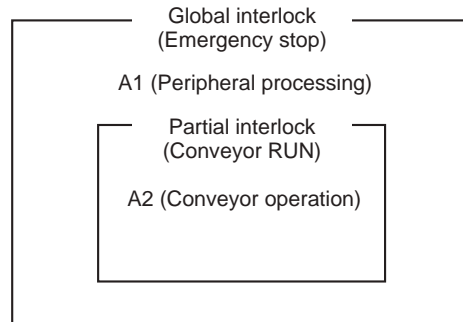 Global interlock
(Emergency stop)
A1 (Peripheral processing)
Partial interlock
(Conveyor RUN)
A2 (Conveyor operation)